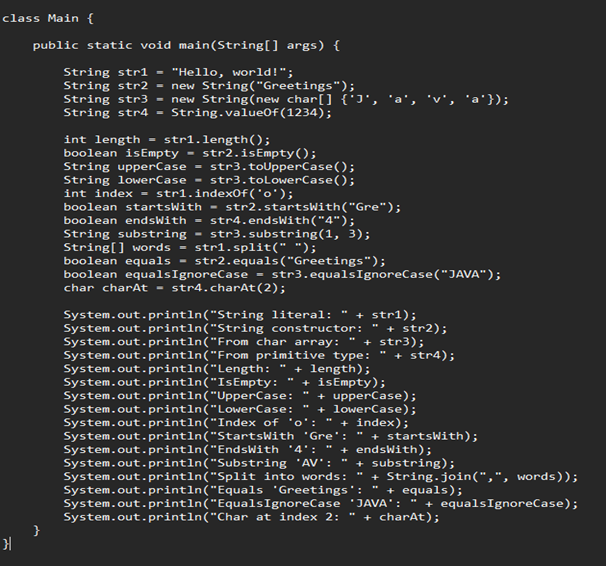 class Main {
    public static void main(String[] args) {
        String str1 = "Hello, world!";
        String str2 = new String("Greetings");
        String str3 = new String(new char[] {'J', 'a', 'v', 'a'});
        String str4 = String.valueOf(1234);
        int length = str1.length();
        boolean isEmpty = str2.isEmpty();
        String upperCase = str3.toUpperCase();
        String lowerCase = str3.toLowerCase();
        int index = str1.indexOf('o');
        boolean startsWith = str2.startsWith("Gre");
        boolean endsWith = str4.endsWith("4");
        String substring = str3.substring(1, 3);
        String[] words = str1.split(" ");
        boolean equals = str2.equals("Greetings");
        boolean equalsIgnoreCase = str3.equalsIgnoreCase("JAVA");
        char charAt = str4.charAt(2);
        System.out.println("String literal: " + str1);
        System.out.println("String constructor: " + str2);
        System.out.println("From char array: " + str3);
        System.out.println("From primitive type: " + str4);
        System.out.println("Length: " + length);
        System.out.println("IsEmpty: " + isEmpty);
        System.out.println("UpperCase: " + upperCase);
        System.out.println("LowerCase: " + lowerCase);
        System.out.println("Index of 'o': " + index);
        System.out.println("StartsWith 'Gre': " + startsWith);
        System.out.println("EndsWith '4': " + endsWith);
        System.out.println("Substring 'AV': " + substring);
        System.out.println("Split into words: " + String.join(",", words));
        System.out.println("Equals 'Greetings': " + equals);
        System.out.println("EqualsIgnoreCase 'JAVA': " + equalsIgnoreCase);
        System.out.println("Char at index 2: " + charAt);
    }
}